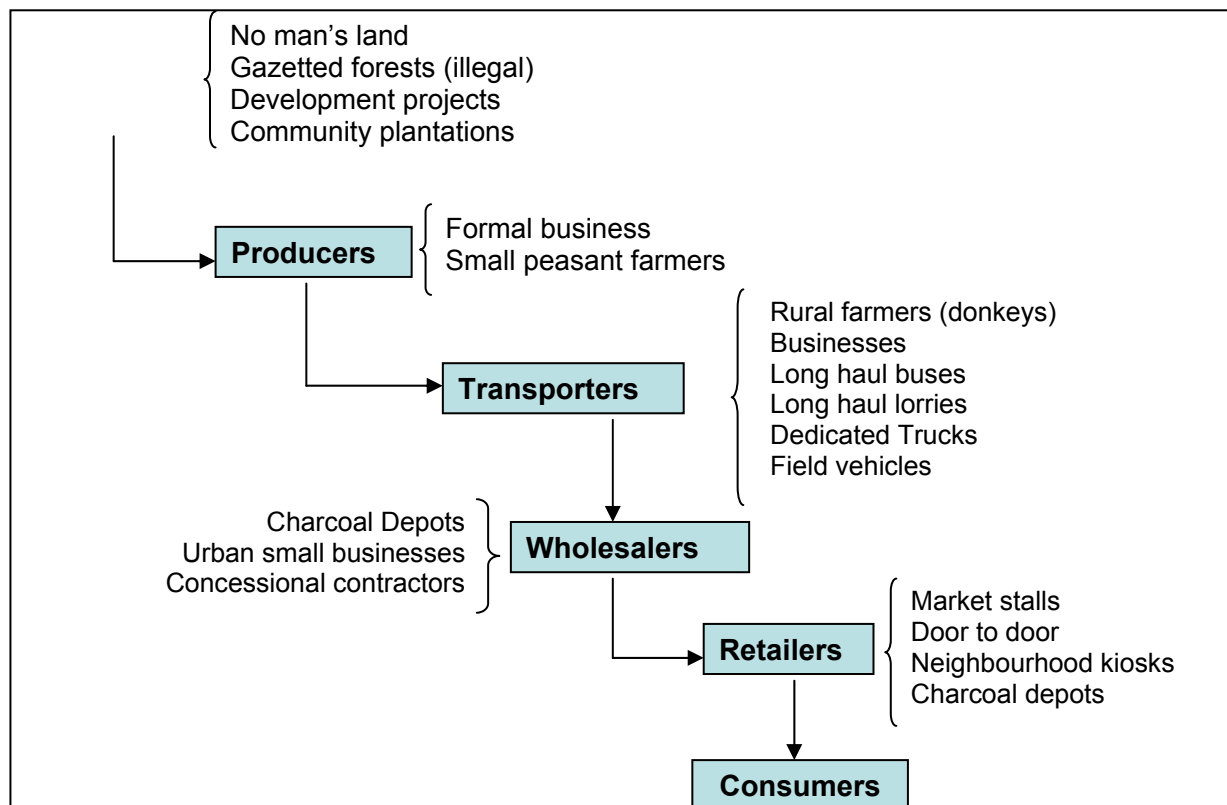 No man’s land
Gazetted forests (illegal)
Development projects
Community plantations
Producers
Formal business
Small peasant farmers
Transporters
Rural farmers (donkeys)
Businesses
Long haul buses
Long haul lorries
Dedicated Trucks
Field vehicles
Charcoal Depots
Urban small businesses
Concessional contractors
Wholesalers
Retailers
Market stalls
Door to door
Neighbourhood kiosks
Charcoal depots
Consumers